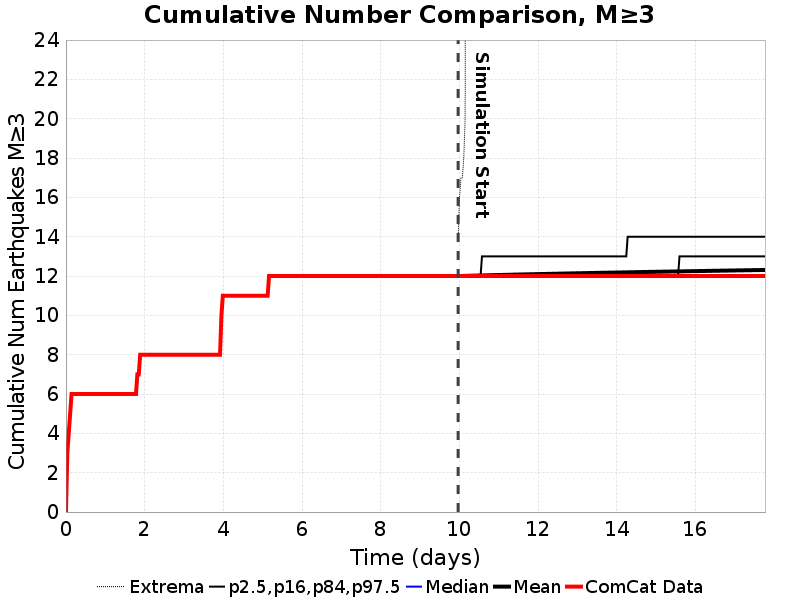 Cumulative Number Comparison, M≥3
Cumulative Num Earthquakes M≥3
24
22
20
18
16
14
12
10
8
6
4
2
0
Simulation Start
0 2 4 6 8 10 12 14 16
Time (days)
Extrema p2.5,p16,p84,p97.5 Median Mean ComCat Data